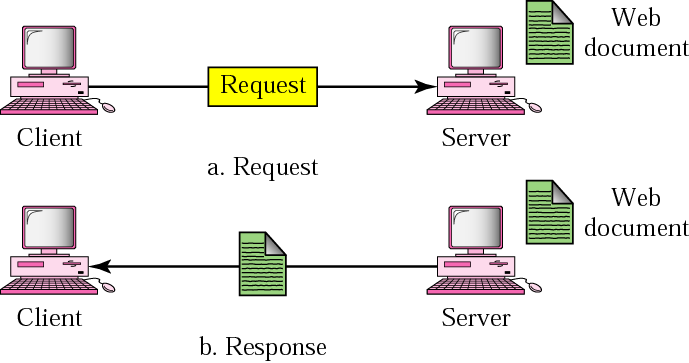 Web
document
Request
Client
Server
a. Request
Web
document
Client
Server
b. Response